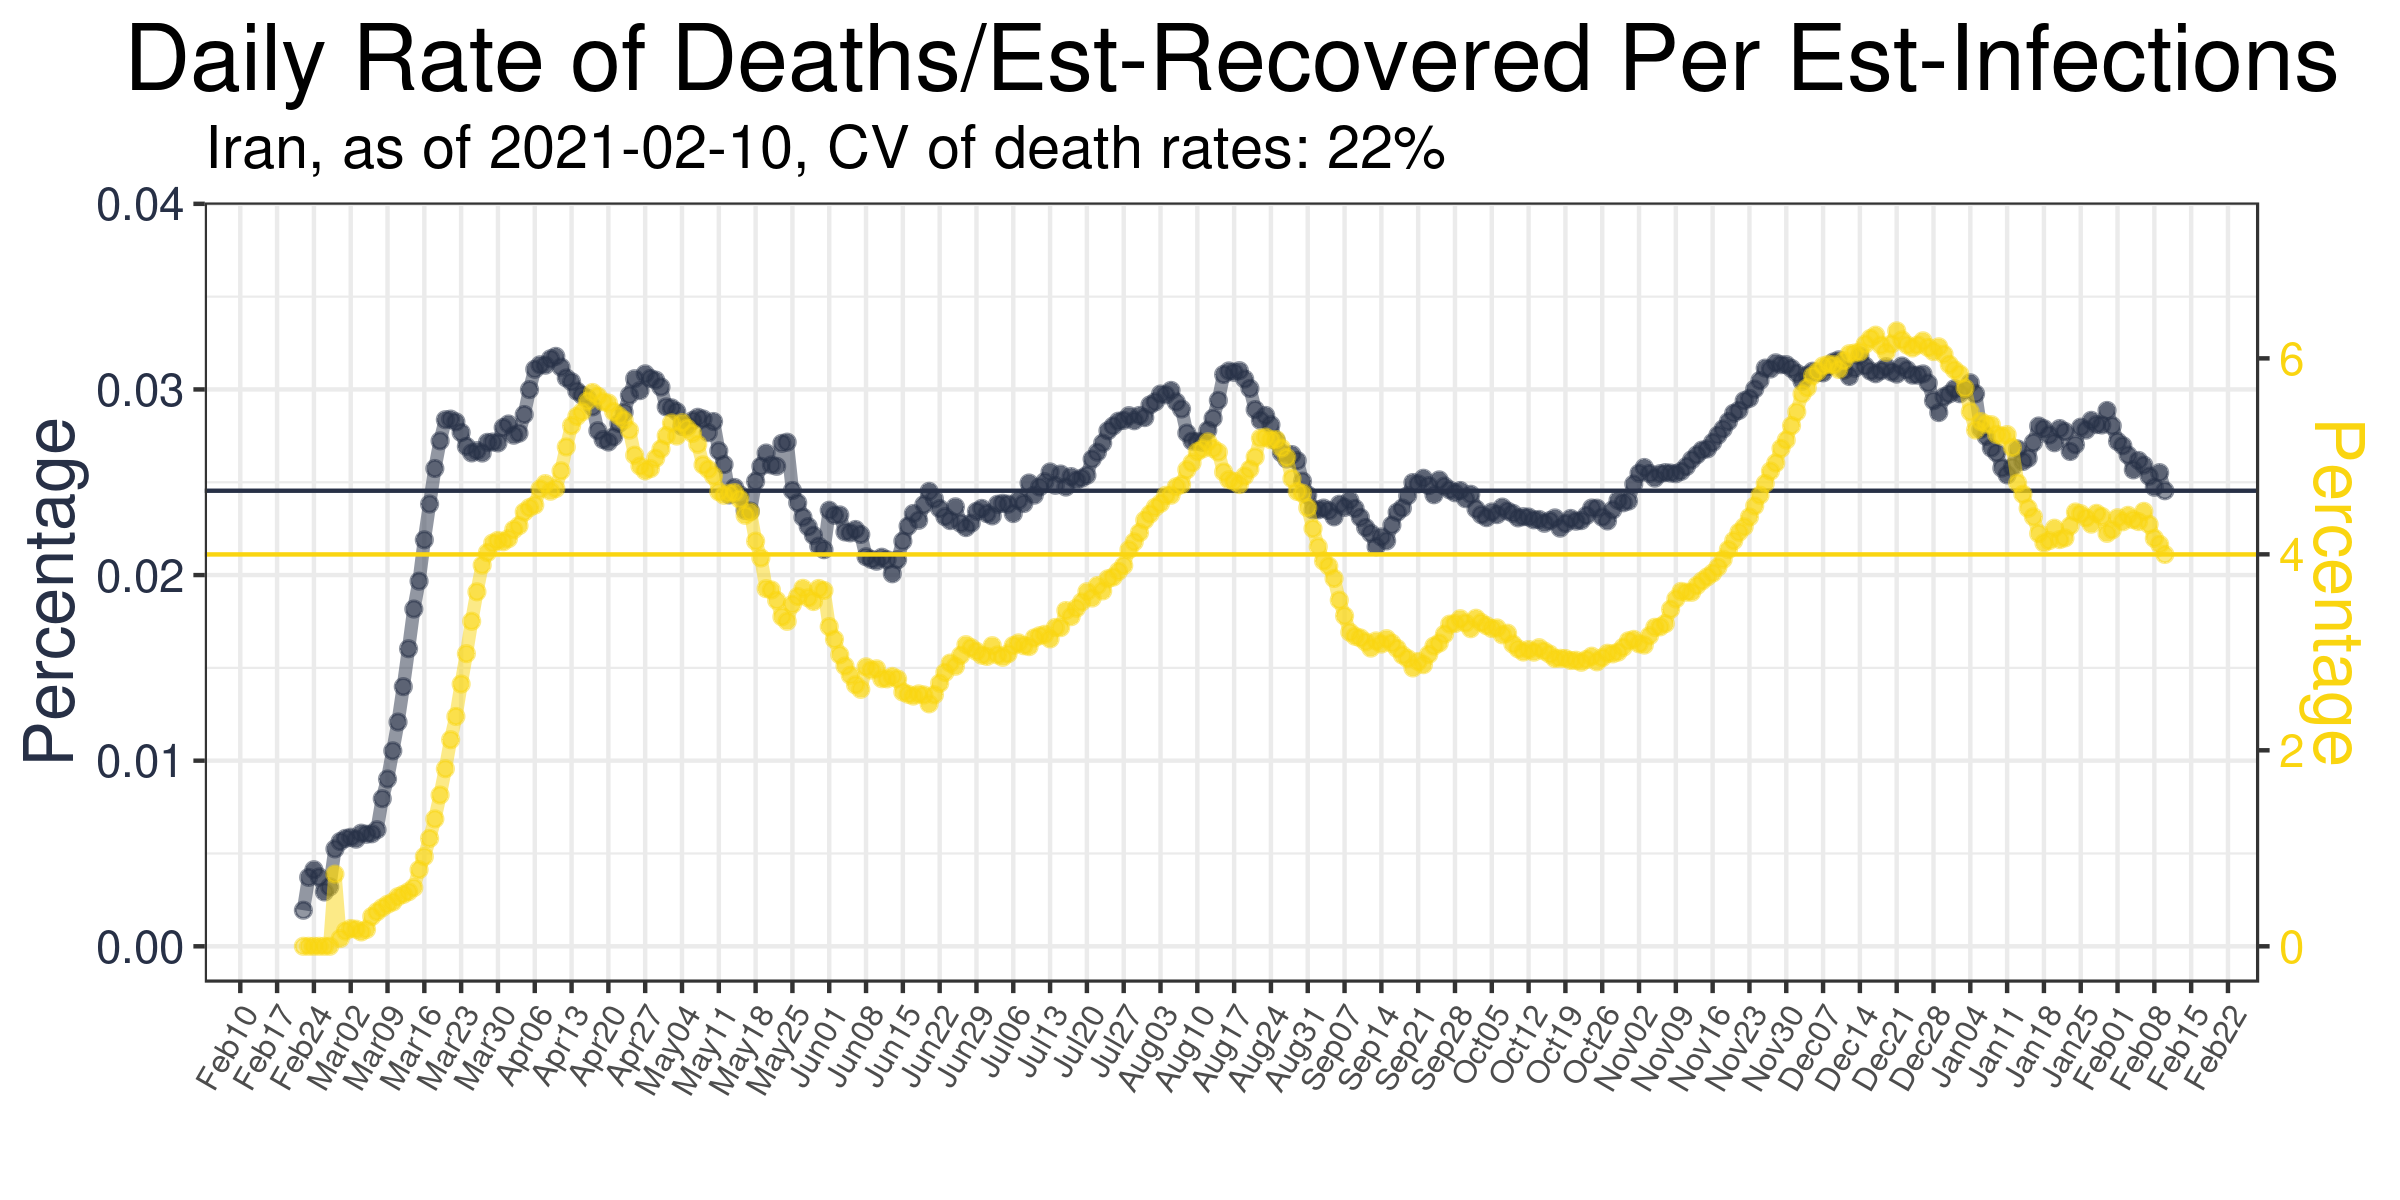 Daily Rate of Deaths/Est-Recovered Per Est-Infections
Iran, as of 2021-02-10, CV of death rates: 22%
Percentage
0.04
0.03
0.02
0.01
0.00
6
4
2
0
Percentage
Feb10
Feb17
Feb24
Mar02
Mar09
Mar16
Mar23
Mar30
Apr06
Apr13
Apr20
Apr27
May04
May11
May18
May25
Jun01
Jun08
Jun15
Jun22
Jun29
Jul06
Jul13
Jul20
Jul27
Aug03
Aug10
Aug17
Aug24
Aug31
Sep07
Sep14
Sep21
Sep28
Oct05
Oct12
Oct19
Oct26
Nov02
Nov09
Nov16
Nov23
Nov30
Dec07
Dec14
Dec21
Dec28
Jan04
Jan11
Jan18
Jan25
Feb01
Feb08
Feb15
Feb22